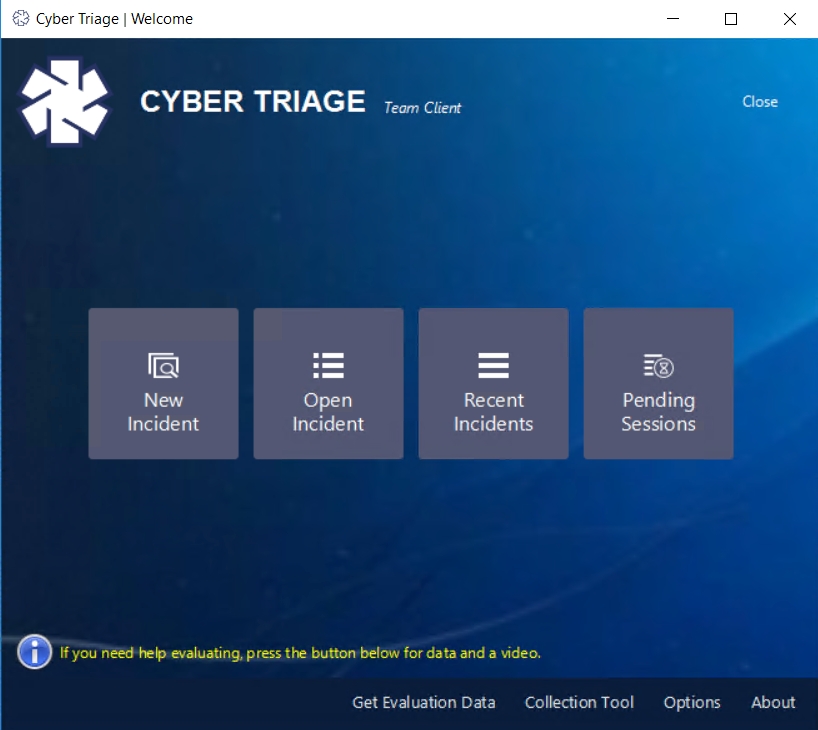 Cyber Triage | Welcome
CYBER TRIAGE Team Client
Close
New
Incident
Open
Incident
Recent
Incidents
Pending
Sessions
If you need help evaluating, press the button below for data and a video.
Get Evaluation Data Collection Tool Options About